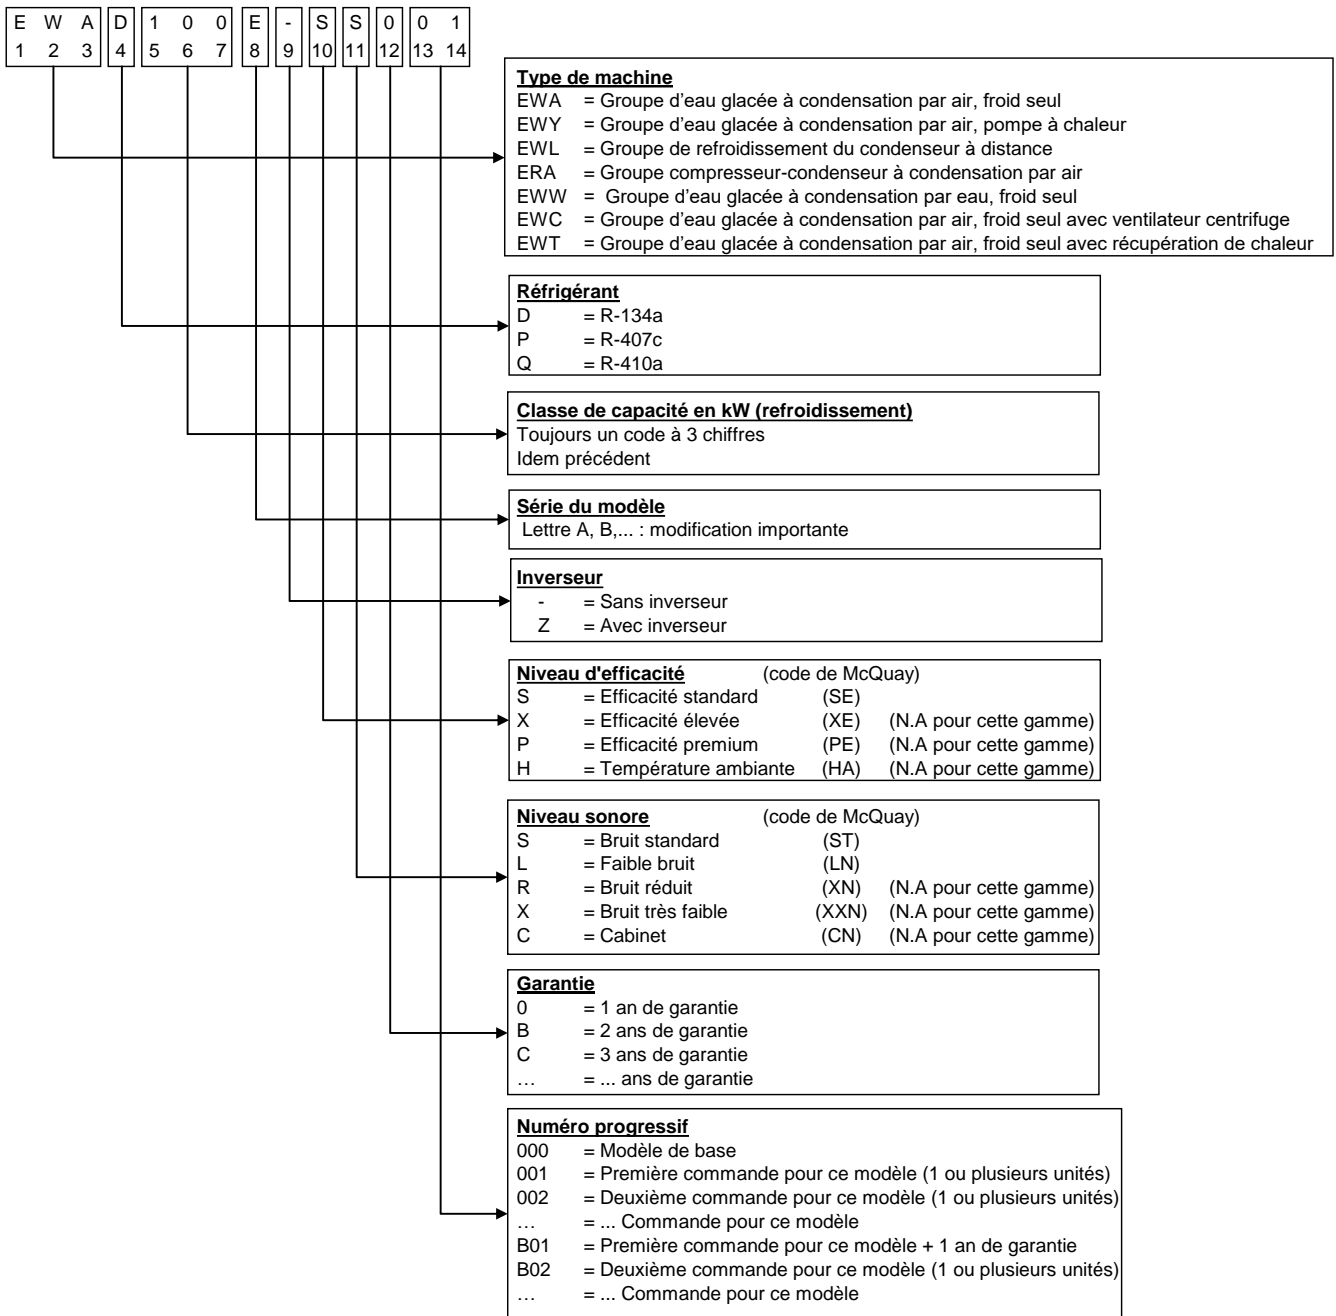 E W A D 1 0 0 E - S S 0 0 1
1 2 3 4 5 6 7 8 9 10 11 12 13 14
Type de machine
EWA = Groupe d'eau glacée à condensation par air, froid seul
EWY = Groupe d'eau glacée à condensation par air, pompe à chaleur
EWL = Groupe de refroidissement du condenseur à distance
ERA = Groupe compresseur-condenseur à condensation par air
EWW = Groupe d'eau glacée à condensation par eau, froid seul
EWC = Groupe d'eau glacée à condensation par air, froid seul avec ventilateur centrifuge
EWT = Groupe d'eau glacée à condensation par air, froid seul avec récupération de chaleur
Réfrigérant
D = R-134a
P = R-407c
Q = R-410a
Classe de capacité en kW (refroidissement)
Toujours un code à 3 chiffres
Idem précédent
Série du modèle
Lettre A, B,... : modification importante
Inverseur
- = Sans inverseur
Z = Avec inverseur
Niveau d'efficacité (code de McQuay)
S = Efficacité standard (SE)
X = Efficacité élevée (XE) (N.A pour cette gamme)
P = Efficacité premium (PE) (N.A pour cette gamme)
H = Température ambiante (HA) (N.A pour cette gamme)
Niveau sonore (code de McQuay)
S = Bruit standard (ST)
L = Faible bruit (LN)
R = Bruit réduit (XN) (N.A pour cette gamme)
X = Bruit très faible (XXN) (N.A pour cette gamme)
C = Cabinet (CN) (N.A pour cette gamme)
Garantie
0 = 1 an de garantie
B = 2 ans de garantie
C = 3 ans de garantie
… = ... ans de garantie
Numéro progressif
000 = Modèle de base
001 = Première commande pour ce modèle (1 ou plusieurs unités)
002 = Deuxième commande pour ce modèle (1 ou plusieurs unités)
… = ... Commande pour ce modèle
B01 = Première commande pour ce modèle + 1 an de garantie
B02 = Deuxième commande pour ce modèle (1 ou plusieurs unités)
… = ... Commande pour ce modèle